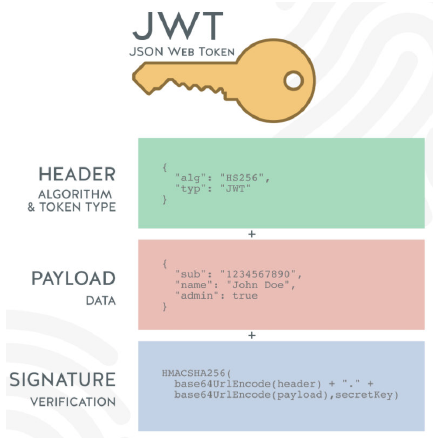 JWT
JSON WEB TOKEN
HEADER
ALGORITHM
& TOKEN TYPE
{
"alg": "HS256",
"typ": "JWT"
}
+
PAYLOAD
DATA
{
"sub": "1234567890",
"name": "John Doe",
"admin": true
}
+
SIGNATURE
VERIFICATION
HMACSHA256(
base64UrlEncode(header) + "." +
base64UrlEncode(payload),secretKey)